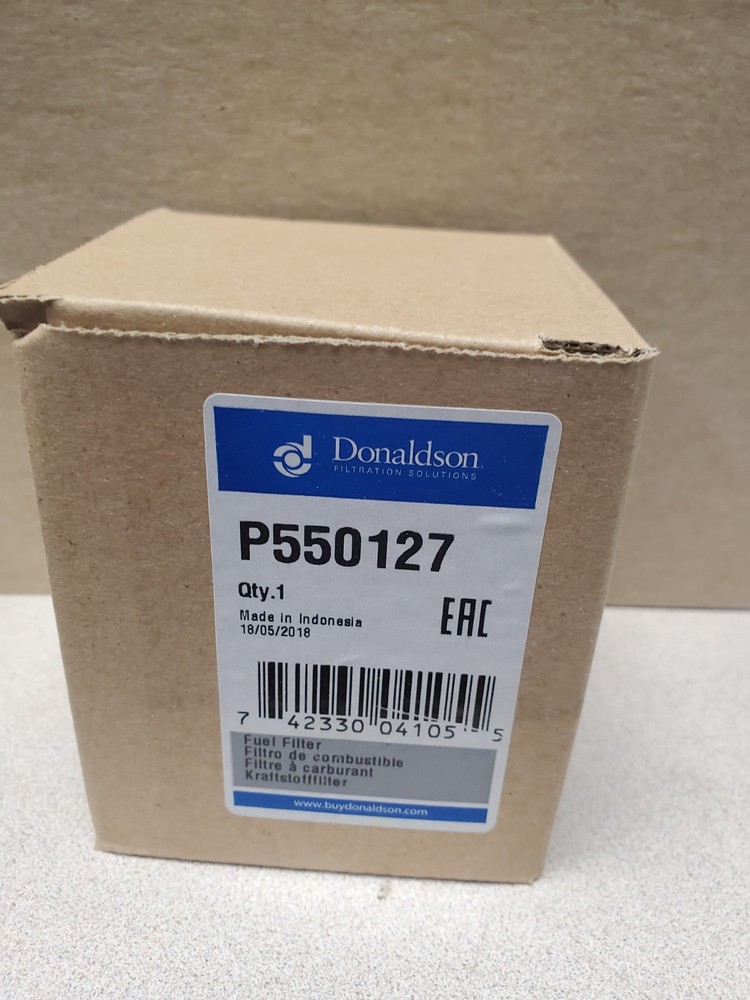 Donaldson
FILTRATION SOLUTIONS
P550127
Qty.1
Made in Indonesia
18/05/2018
EAC
7 42330 04105 5
Fuel Filter
Filtro de combustible
Filtre à carburant
Kraftstofffilter
www.buydonaldson.com